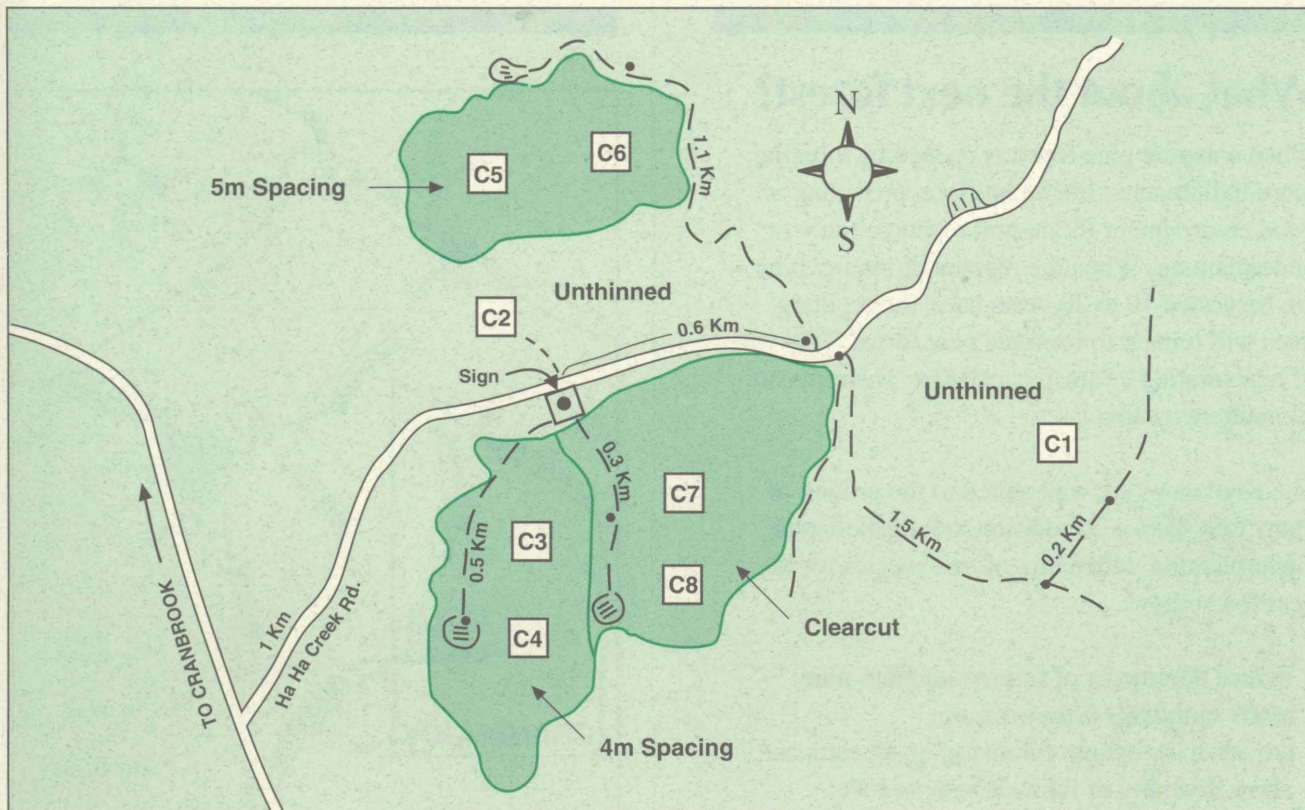 N
C6
1.1 Km
C5
5m Spacing
S
Unthinned
C2
0.6 Km
Sign
Unthinned
C1
0.3 Km
C7
1.5 Km
0.2 Km
C3
0.5 Km
C8
C4
Clearcut
1 Km
Ha Ha Creek Rd.
TO CRANBROOK
4m Spacing